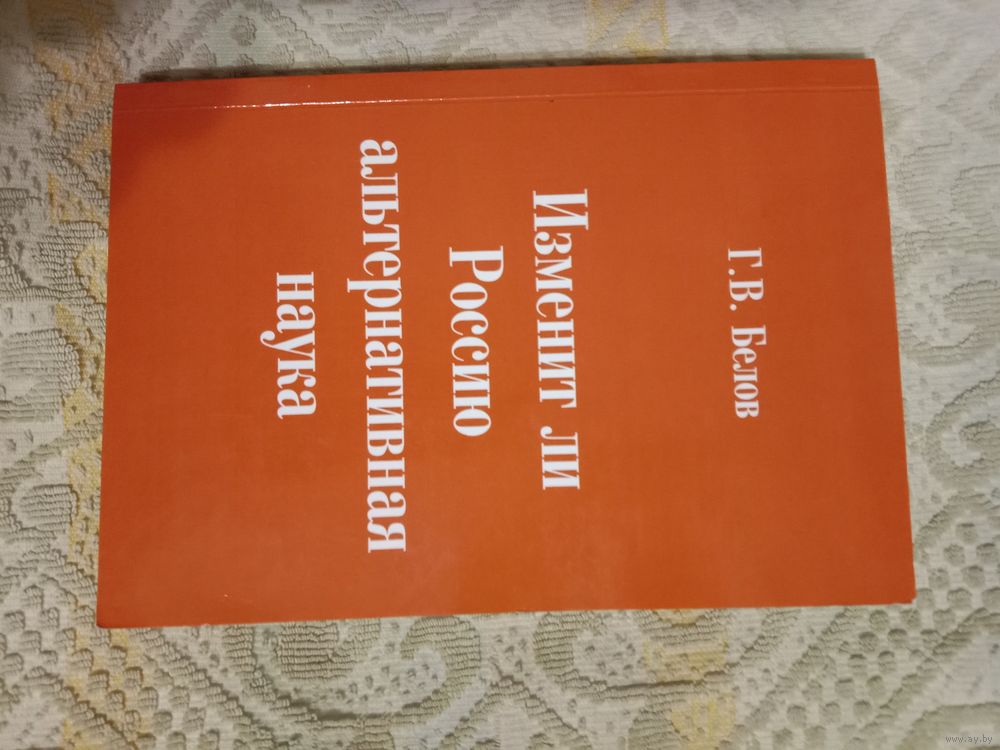 Г.В. Белов
Изменит ли
Россию
альтернативная
наука
www.ay.by